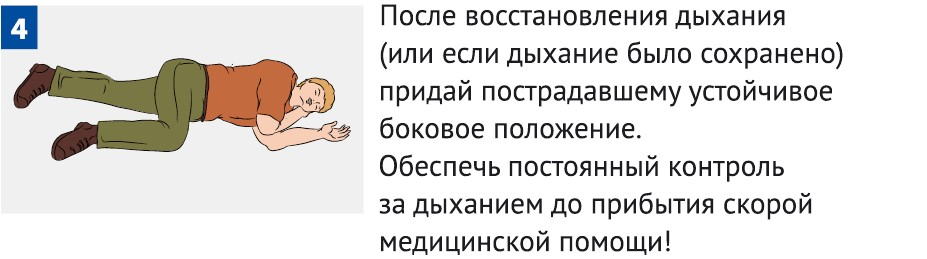 4
После восстановления дыхания
(или если дыхание было сохранено)
придай пострадавшему устойчивое
боковое положение.
Обеспечь постоянный контроль
за дыханием до прибытия скорой
медицинской помощи!